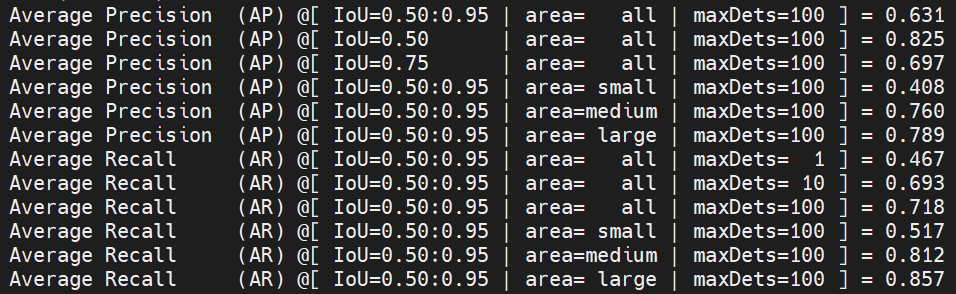 Average Precision  (AP) @[ IoU=0.50:0.95 | area=   all | maxDets=100 ] = 0.631
Average Precision  (AP) @[ IoU=0.50      | area=   all | maxDets=100 ] = 0.825
Average Precision  (AP) @[ IoU=0.75      | area=   all | maxDets=100 ] = 0.697
Average Precision  (AP) @[ IoU=0.50:0.95 | area= small | maxDets=100 ] = 0.408
Average Precision  (AP) @[ IoU=0.50:0.95 | area=medium | maxDets=100 ] = 0.760
Average Precision  (AP) @[ IoU=0.50:0.95 | area= large | maxDets=100 ] = 0.789
Average Recall     (AR) @[ IoU=0.50:0.95 | area=   all | maxDets=  1 ] = 0.467
Average Recall     (AR) @[ IoU=0.50:0.95 | area=   all | maxDets= 10 ] = 0.693
Average Recall     (AR) @[ IoU=0.50:0.95 | area=   all | maxDets=100 ] = 0.718
Average Recall     (AR) @[ IoU=0.50:0.95 | area= small | maxDets=100 ] = 0.517
Average Recall     (AR) @[ IoU=0.50:0.95 | area=medium | maxDets=100 ] = 0.812
Average Recall     (AR) @[ IoU=0.50:0.95 | area= large | maxDets=100 ] = 0.857